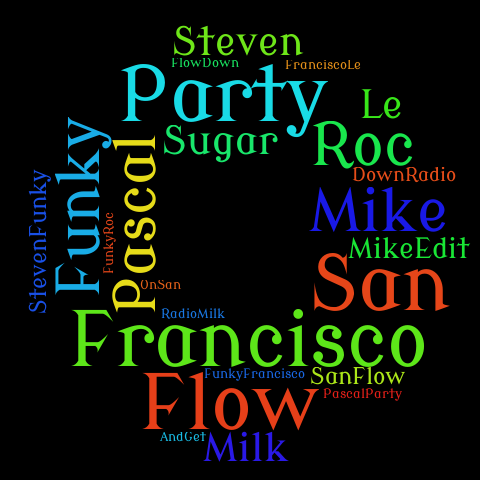 Steven
FlowDown
FranciscoLe
Party
Le
Sugar
Roc
Funky
Pascal
DownRadio
StevenFunky
Mike
FunkyRoc
MikeEdit
OnSan
San
RadioMilk
Francisco
FunkyFrancisco
SanFlow
Flow
PascalParty
AndGet
Milk